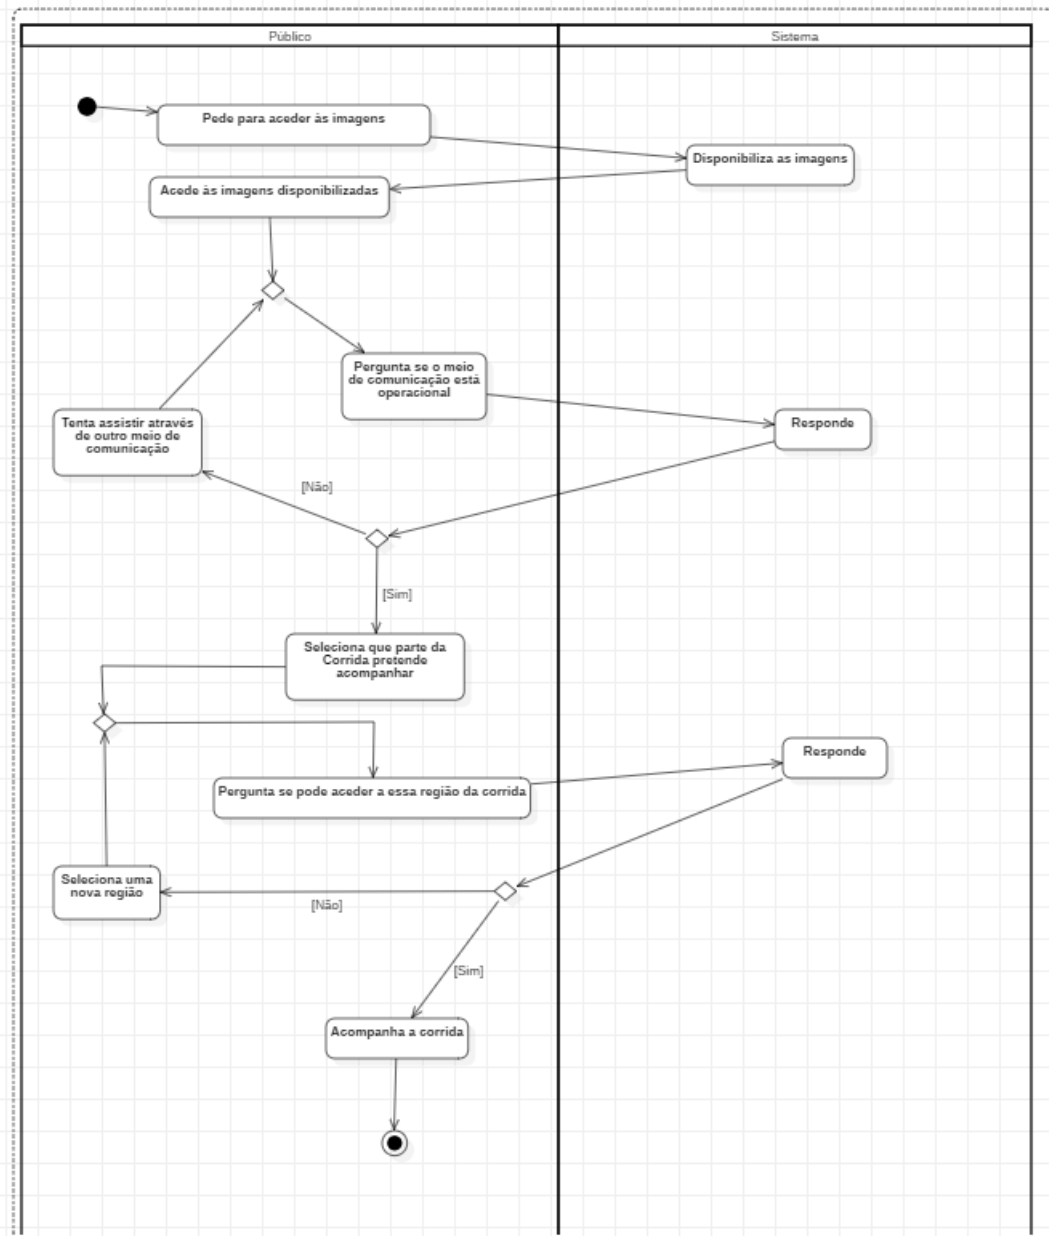 Público
Sistema
Pede para aceder às imagens
Disponibiliza as imagens
Acede às imagens disponibilizadas
Pergunta se o meio
de comunicação está
operacional
Tenta assistir através
de outro meio de
comunicação
Responde
[Não]
[Sim]
Seleciona que parte da
Corrida pretende
acompanhar
Responde
Pergunta se pode aceder a essa região da corrida
Seleciona uma
nova região
[Não]
[Sim]
Acompanha a corrida